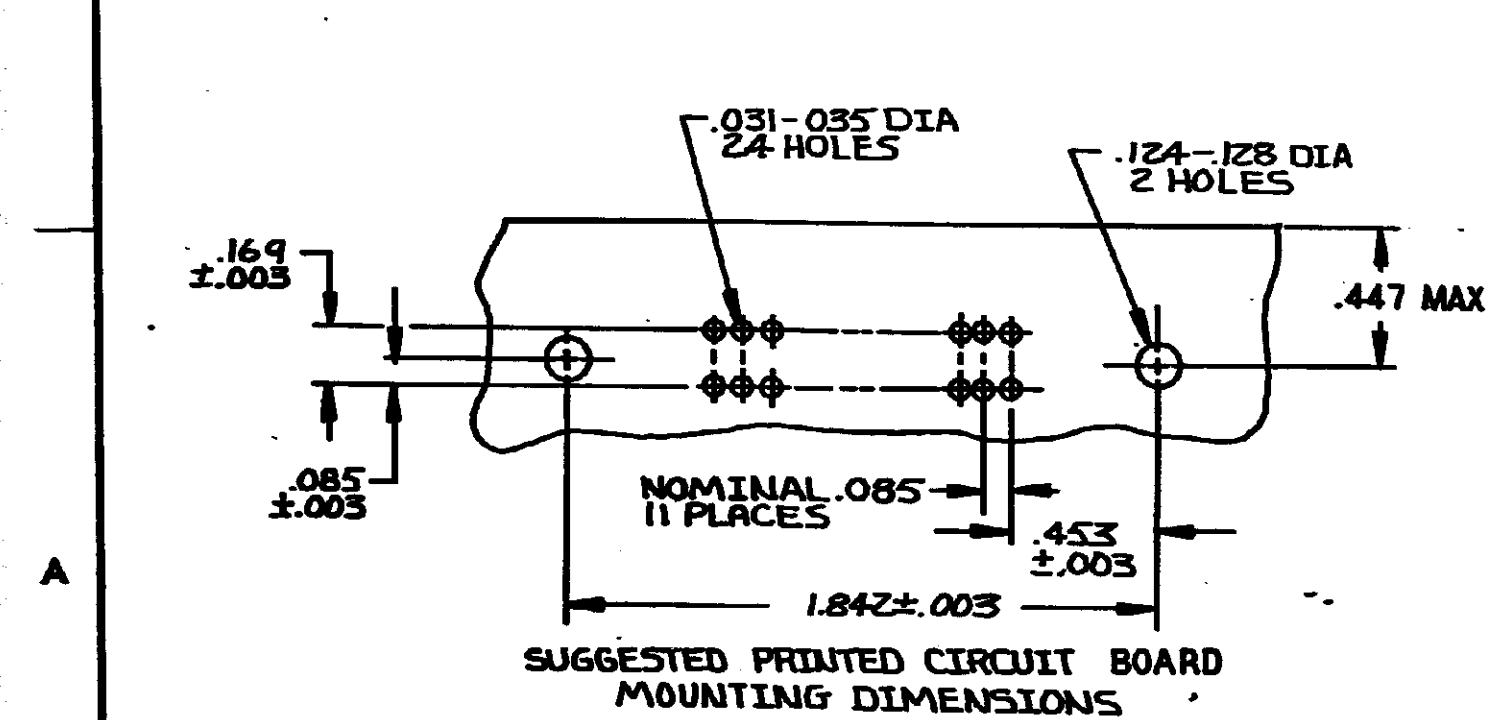 .031-035 DIA
24 HOLES
.124-.128 DIA
2 HOLES
.169
±.003
.447 MAX
.085
±.003
NOMINAL .085
11 PLACES
.453
±.003
A
1.842±.003
SUGGESTED PRINTED CIRCUIT BOARD
MOUNTING DIMENSIONS